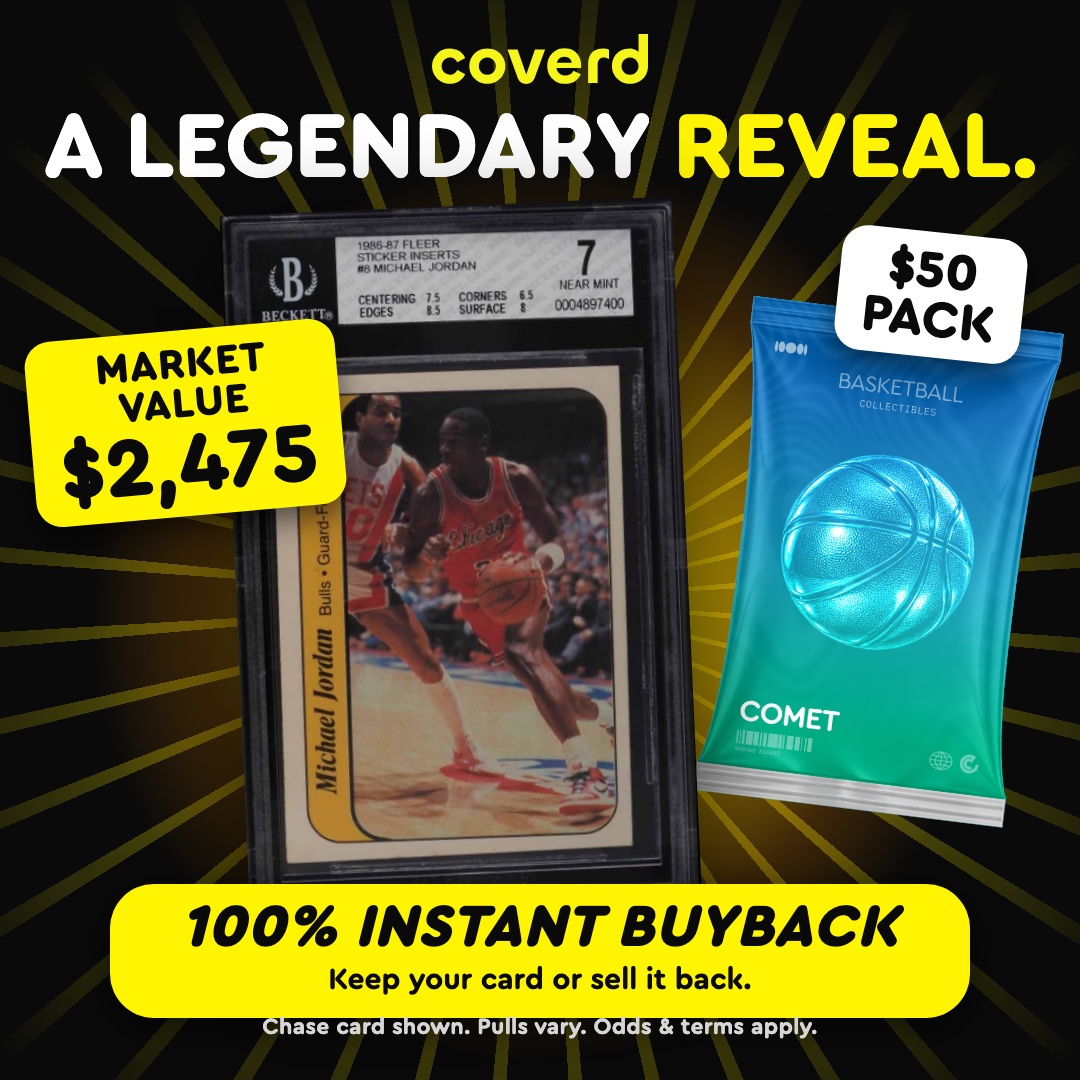 coverd
A LEGENDARY REVEAL.
1986-87 FLEER
STICKER INSERTS
#8 MICHAEL JORDAN
7
NEAR MINT
0004897400
CENTERING 7.5 CORNERS 6.5
EDGES 8.5 SURFACE 8
B
BECKETT®
$50
PACK
MARKET
VALUE
$2,475
BASKETBALL
COLLECTIBLES
ETS
Chicago
Michael Jordan Bulls • Guard-F
COMET
100% INSTANT BUYBACK
Keep your card or sell it back.
Chase card shown. Pulls vary. Odds & terms apply.